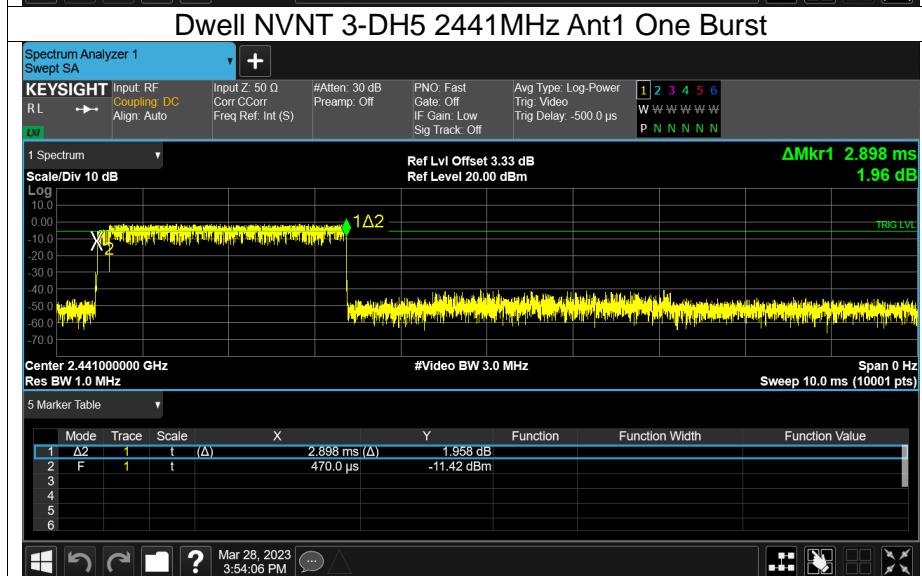 Dwell NVNT 3-DH5 2441MHz Ant1 One Burst
Spectrum Analyzer 1
Swept SA
+
KEYSIGHT Input: RF Input Z: 50 Ω #Atten: 30 dB PNO: Fast Avg Type: Log-Power 1 2 3 4 5 6
RL Coupling: DC Corr CCorr Preamp: Off Gate: Off Trig: Video W W W W W W
Align: Auto Freq Ref: Int (S) IF Gain: Low Trig Delay: -500.0 µs
LXI Sig Track: Off P N N N N N
1 Spectrum Ref Lvl Offset 3.33 dB ΔMkr1 2.898 ms
Scale/Div 10 dB Ref Level 20.00 dBm 1.96 dB
Log
10.0
0.00 1Δ2 TRIG LVL
-10.0 X2
-20.0
-30.0
-40.0
-50.0
-60.0
-70.0
Center 2.441000000 GHz #Video BW 3.0 MHz Span 0 Hz
Res BW 1.0 MHz Sweep 10.0 ms (10001 pts)
5 Marker Table
Mode Trace Scale X Y Function Function Width Function Value
1 Δ2 1 t (Δ) 2.898 ms (Δ) 1.958 dB
2 F 1 t 470.0 µs -11.42 dBm
3
4
5
6
? Mar 28, 2023
3:54:06 PM